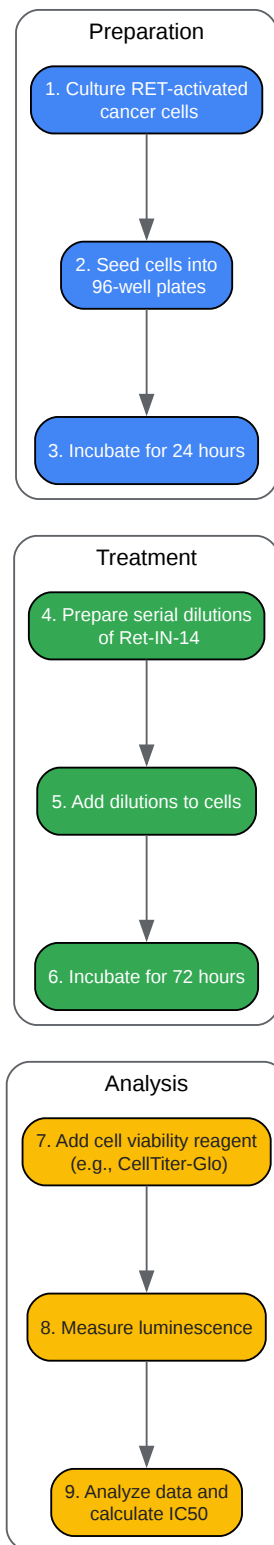 Preparation
1. Culture RET-activated
cancer cells
2. Seed cells into
96-well plates
3. Incubate for 24 hours
Treatment
4. Prepare serial dilutions
of Ret-IN-14
5. Add dilutions to cells
6. Incubate for 72 hours
Analysis
7. Add cell viability reagent
(e.g., CellTiter-Glo)
8. Measure luminescence
9. Analyze data and
calculate IC50